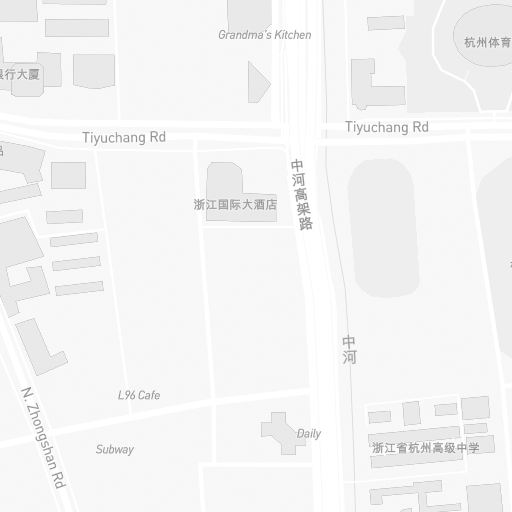 Grandma's Kitchen
杭州体育
银行大厦
Tiyuchang Rd
Tiyuchang Rd
品
中河高架路
浙江国际大酒店
中河
N. Zhongshan Rd
L96 Cafe
Daily
Subway
浙江省杭州高级中学